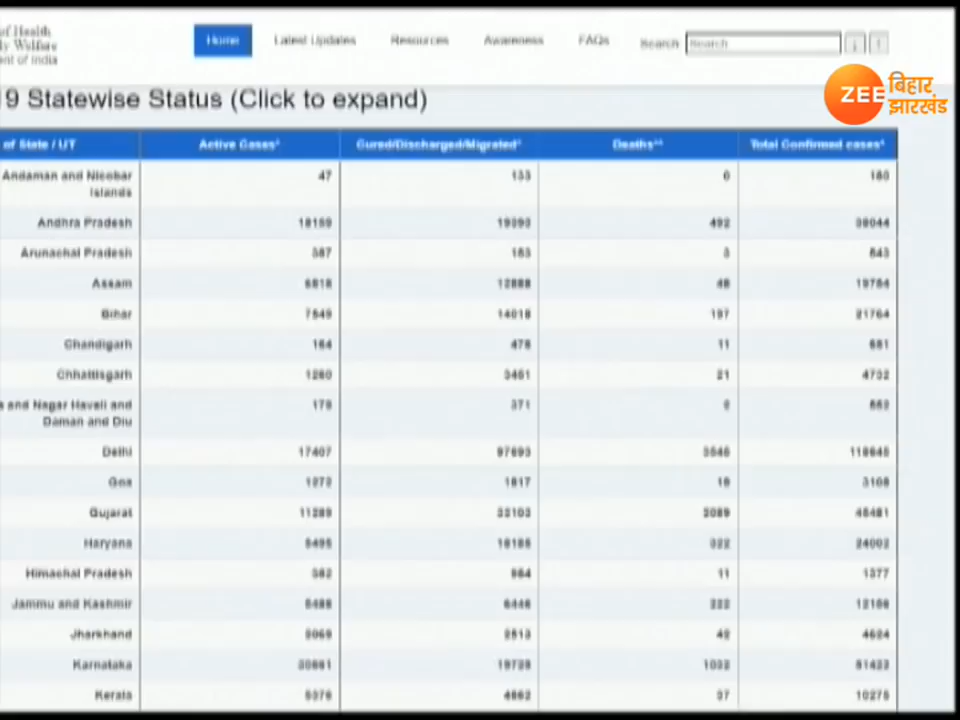 of Health
ly Welfare
ent of India
Home Latest Updates Resources Awareness FAQs Search Search
ZEE बिहार
झारखंड
9 Statewise Status (Click to expand)
of State / UT Active Cases* Cured/Discharged/Migrated* Deaths** Total Confirmed cases*
Andaman and Nicobar 47 133 0 180
Islands
Andhra Pradesh 18159 19393 492 38044
Arunachal Pradesh 387 153 3 543
Assam 6818 12888 48 19754
Bihar 7549 14018 197 21764
Chandigarh 164 476 11 651
Chhattisgarh 1260 3451 21 4732
and Nagar Haveli and 179 371 2 552
Daman and Diu
Delhi 17407 97693 3545 118645
Goa 1272 1817 19 3108
Gujarat 11289 32103 2089 45481
Haryana 5495 18185 322 24002
Himachal Pradesh 382 984 11 1377
Jammu and Kashmir 5488 6446 222 12156
Jharkhand 2069 2513 42 4624
Karnataka 30661 19729 1032 51422
Kerala 5376 4862 37 10275